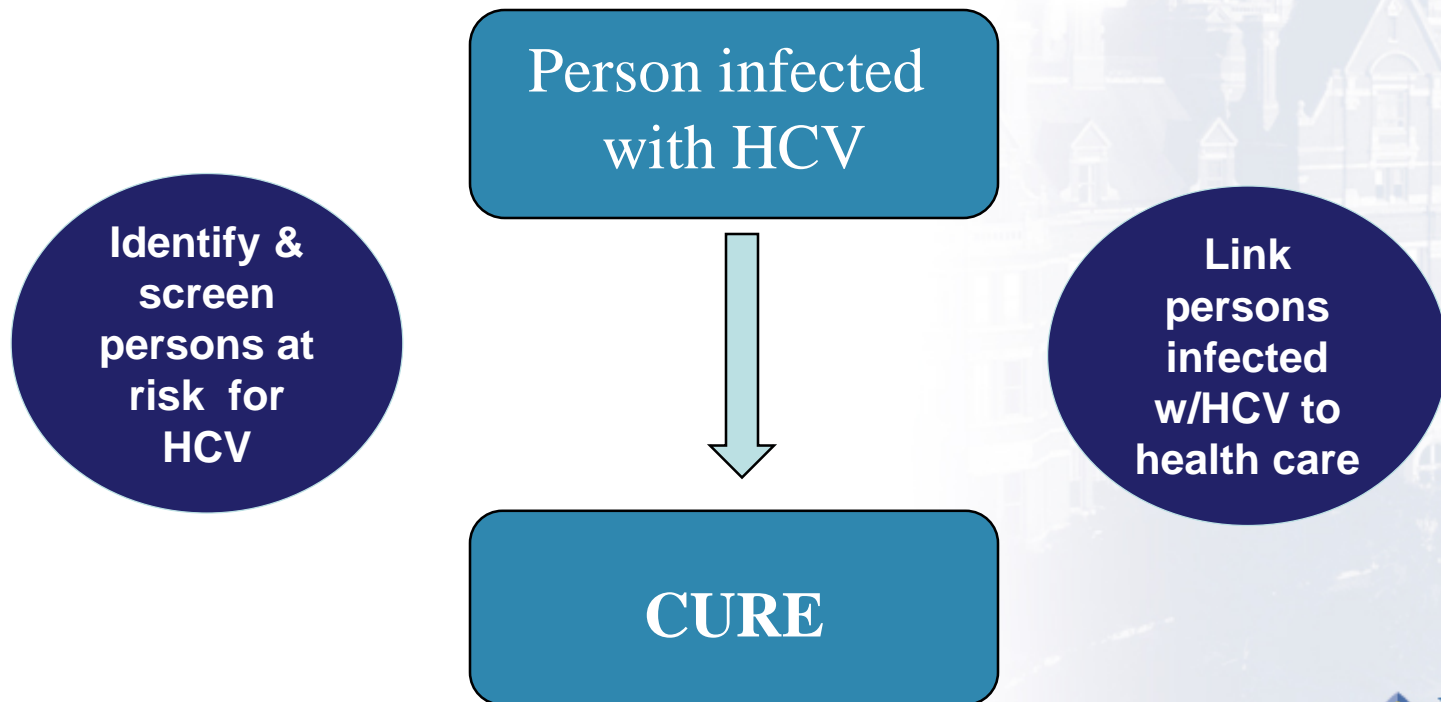 Person infected
with HCV
Identify &
screen
persons at
risk for
HCV
Link
persons
infected
w/HCV to
health care
CURE